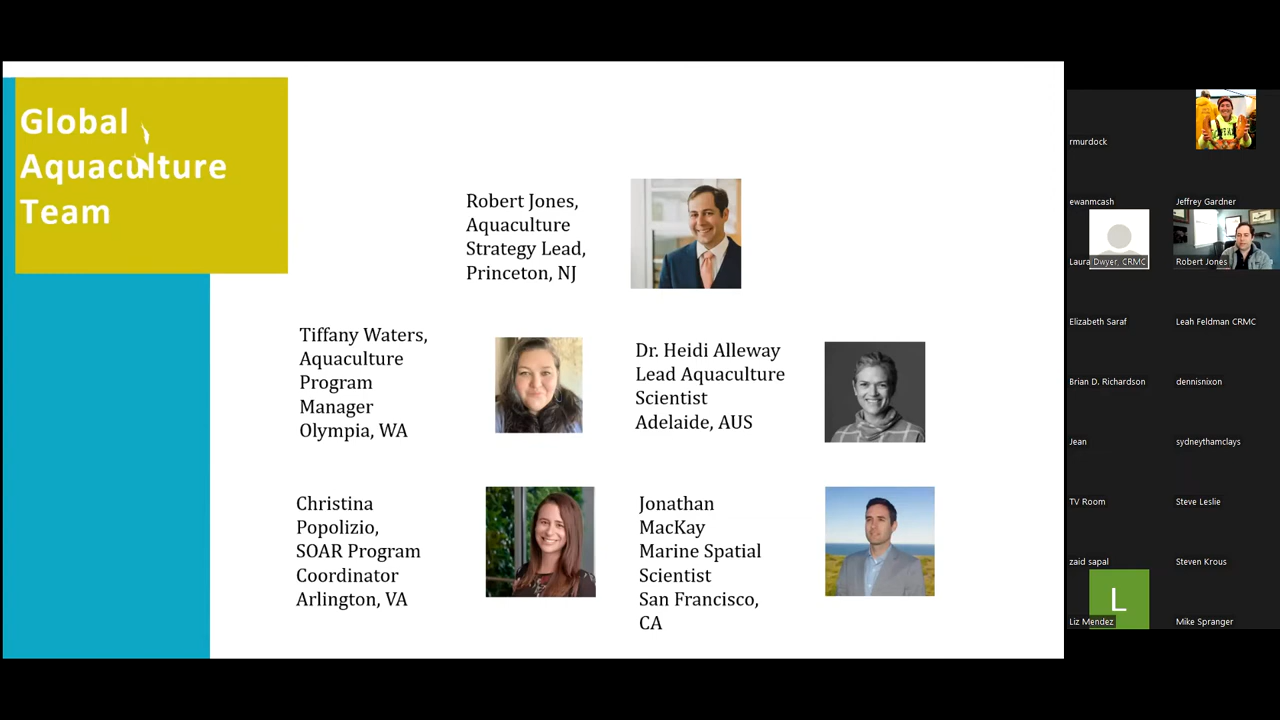 Global
Aquaculture
Team
Robert Jones,
Aquaculture
Strategy Lead,
Princeton, NJ
Tiffany Waters,
Aquaculture
Program
Manager
Olympia, WA
Dr. Heidi Alleway
Lead Aquaculture
Scientist
Adelaide, AUS
Christina
Popolizio,
SOAR Program
Coordinator
Arlington, VA
Jonathan
MacKay
Marine Spatial
Scientist
San Francisco,
CA
rmurdock
ewanmcash
Jeffrey Gardner
Laura Dwyer, CRMC
Robert Jones
Elizabeth Saraf
Leah Feldman CRMC
Brian D. Richardson
dennisnixon
Jean
sydneythamclays
TV Room
Steve Leslie
zaid sapal
Steven Krous
L
Liz Mendez
Mike Spranger